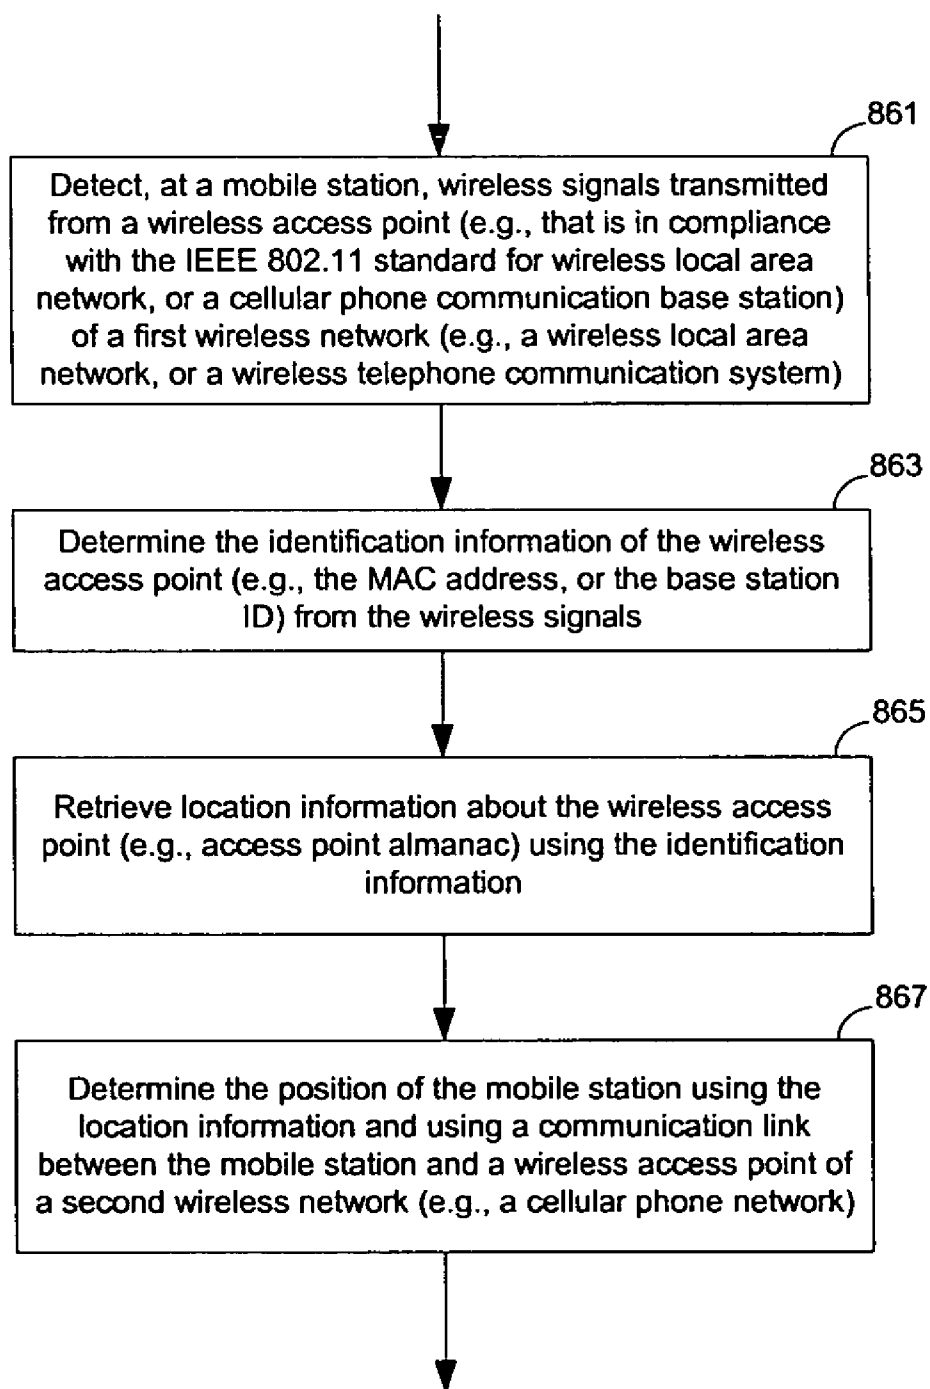 861
Detect, at a mobile station, wireless signals transmitted
from a wireless access point (e.g., that is in compliance
with the IEEE 802.11 standard for wireless local area
network, or a cellular phone communication base station)
of a first wireless network (e.g., a wireless local area
network, or a wireless telephone communication system)
863
Determine the identification information of the wireless
access point (e.g., the MAC address, or the base station
ID) from the wireless signals
865
Retrieve location information about the wireless access
point (e.g., access point almanac) using the identification
information
867
Determine the position of the mobile station using the
location information and using a communication link
between the mobile station and a wireless access point of
a second wireless network (e.g., a cellular phone network)